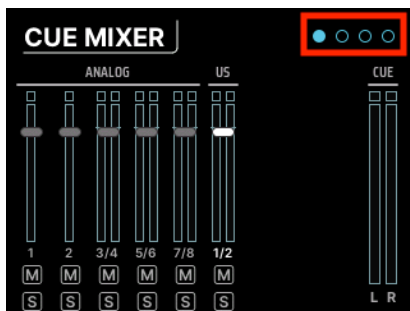 CUE MIXER
ANALOG US CUE
1 2 3/4 5/6 7/8 1/2
M M M M M M
S S S S S S L R